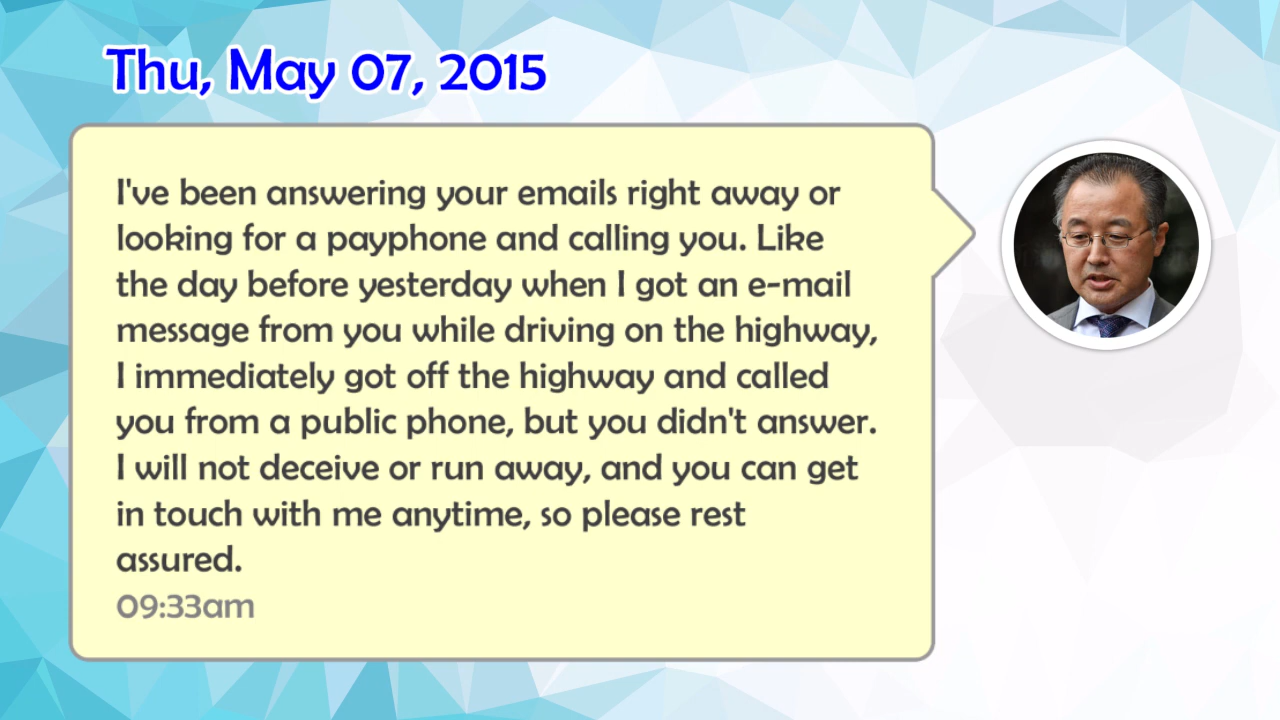 Thu, May 07, 2015
I've been answering your emails right away or
looking for a payphone and calling you. Like
the day before yesterday when I got an e-mail
message from you while driving on the highway,
I immediately got off the highway and called
you from a public phone, but you didn't answer.
I will not deceive or run away, and you can get
in touch with me anytime, so please rest
assured.
09:33am